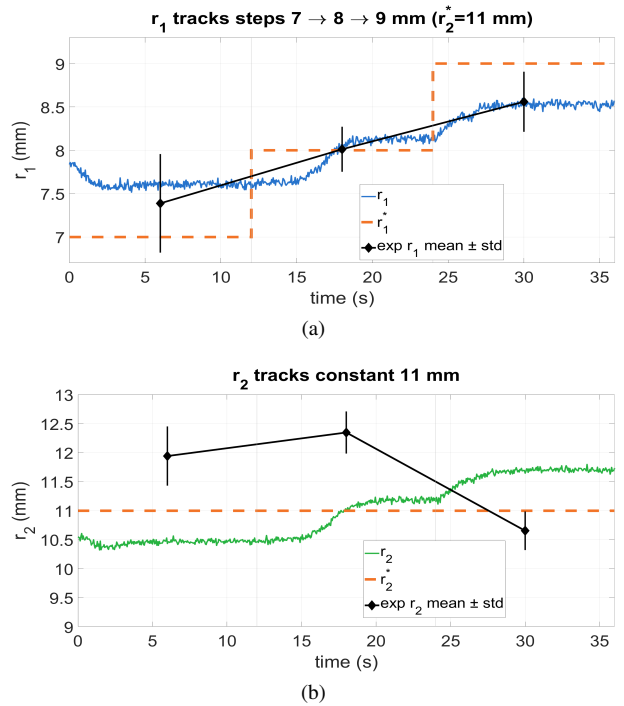 r₁ tracks steps 7 → 8 → 9 mm (r₂*=11 mm)
9
8.5
8
7.5
7
r₁ (mm)
r₁
r₁*
exp r₁ mean ± std
0 5 10 15 20 25 30 35
time (s)
(a)
r₂ tracks constant 11 mm
13
12.5
12
11.5
11
10.5
10
9.5
9
r₂ (mm)
r₂
r₂*
exp r₂ mean ± std
0 5 10 15 20 25 30 35
time (s)
(b)